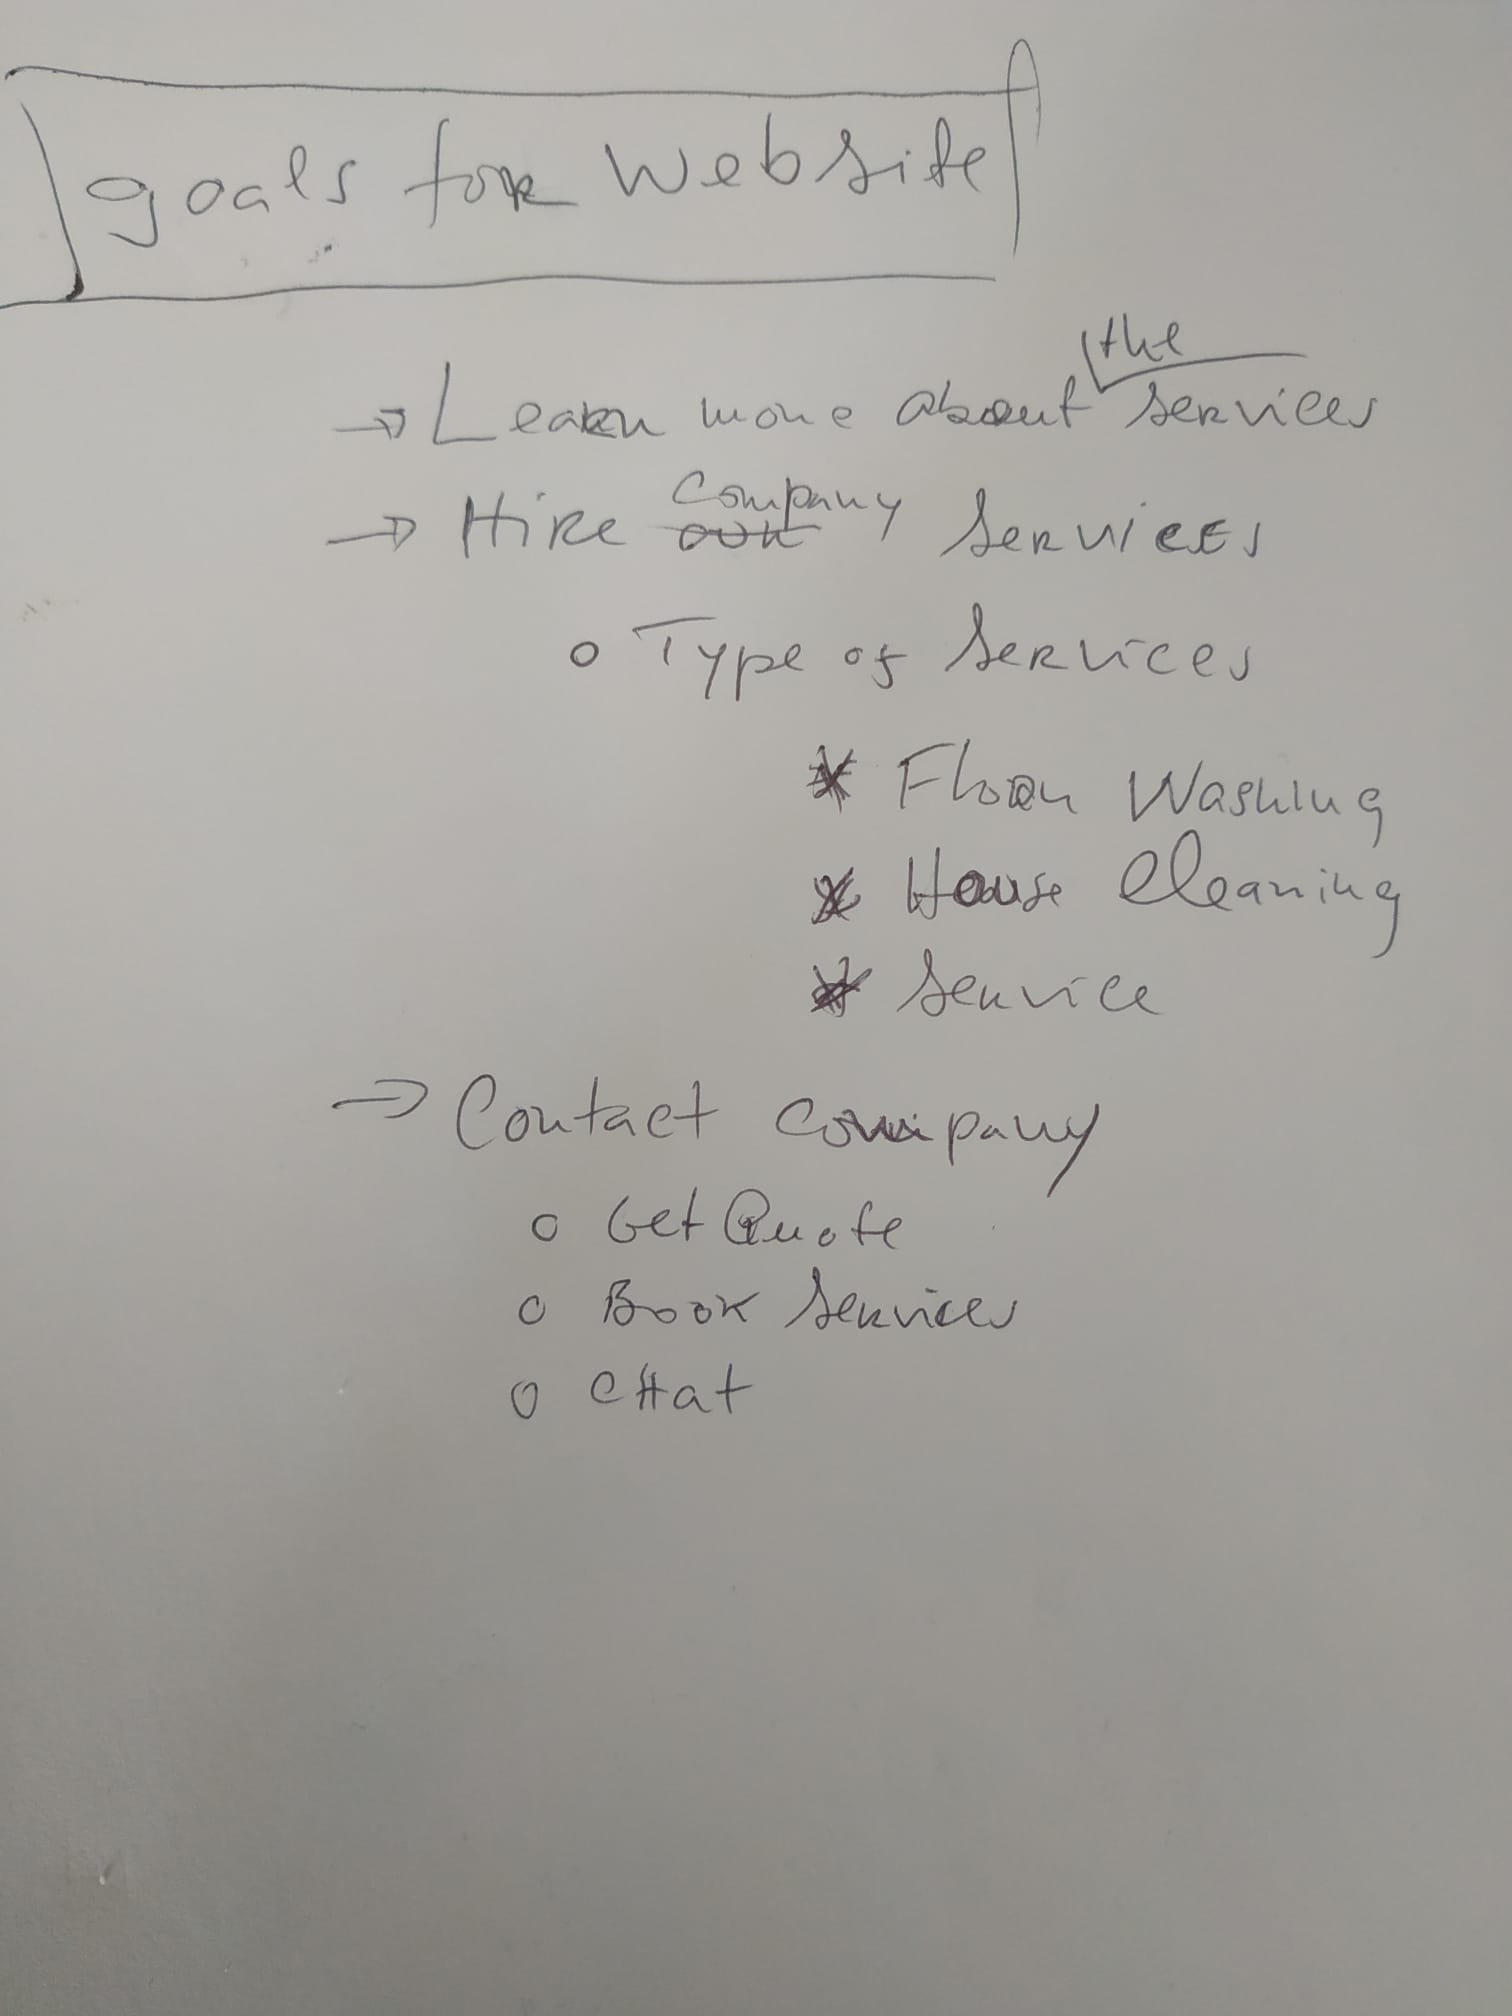 goals for website
→ Learn more about the services
→ Hire our Company Services
o Type of Services
* Floor Washing
* House Cleaning
* Service
→ Contact Company
o Get Quote
o Book Services
o CHat